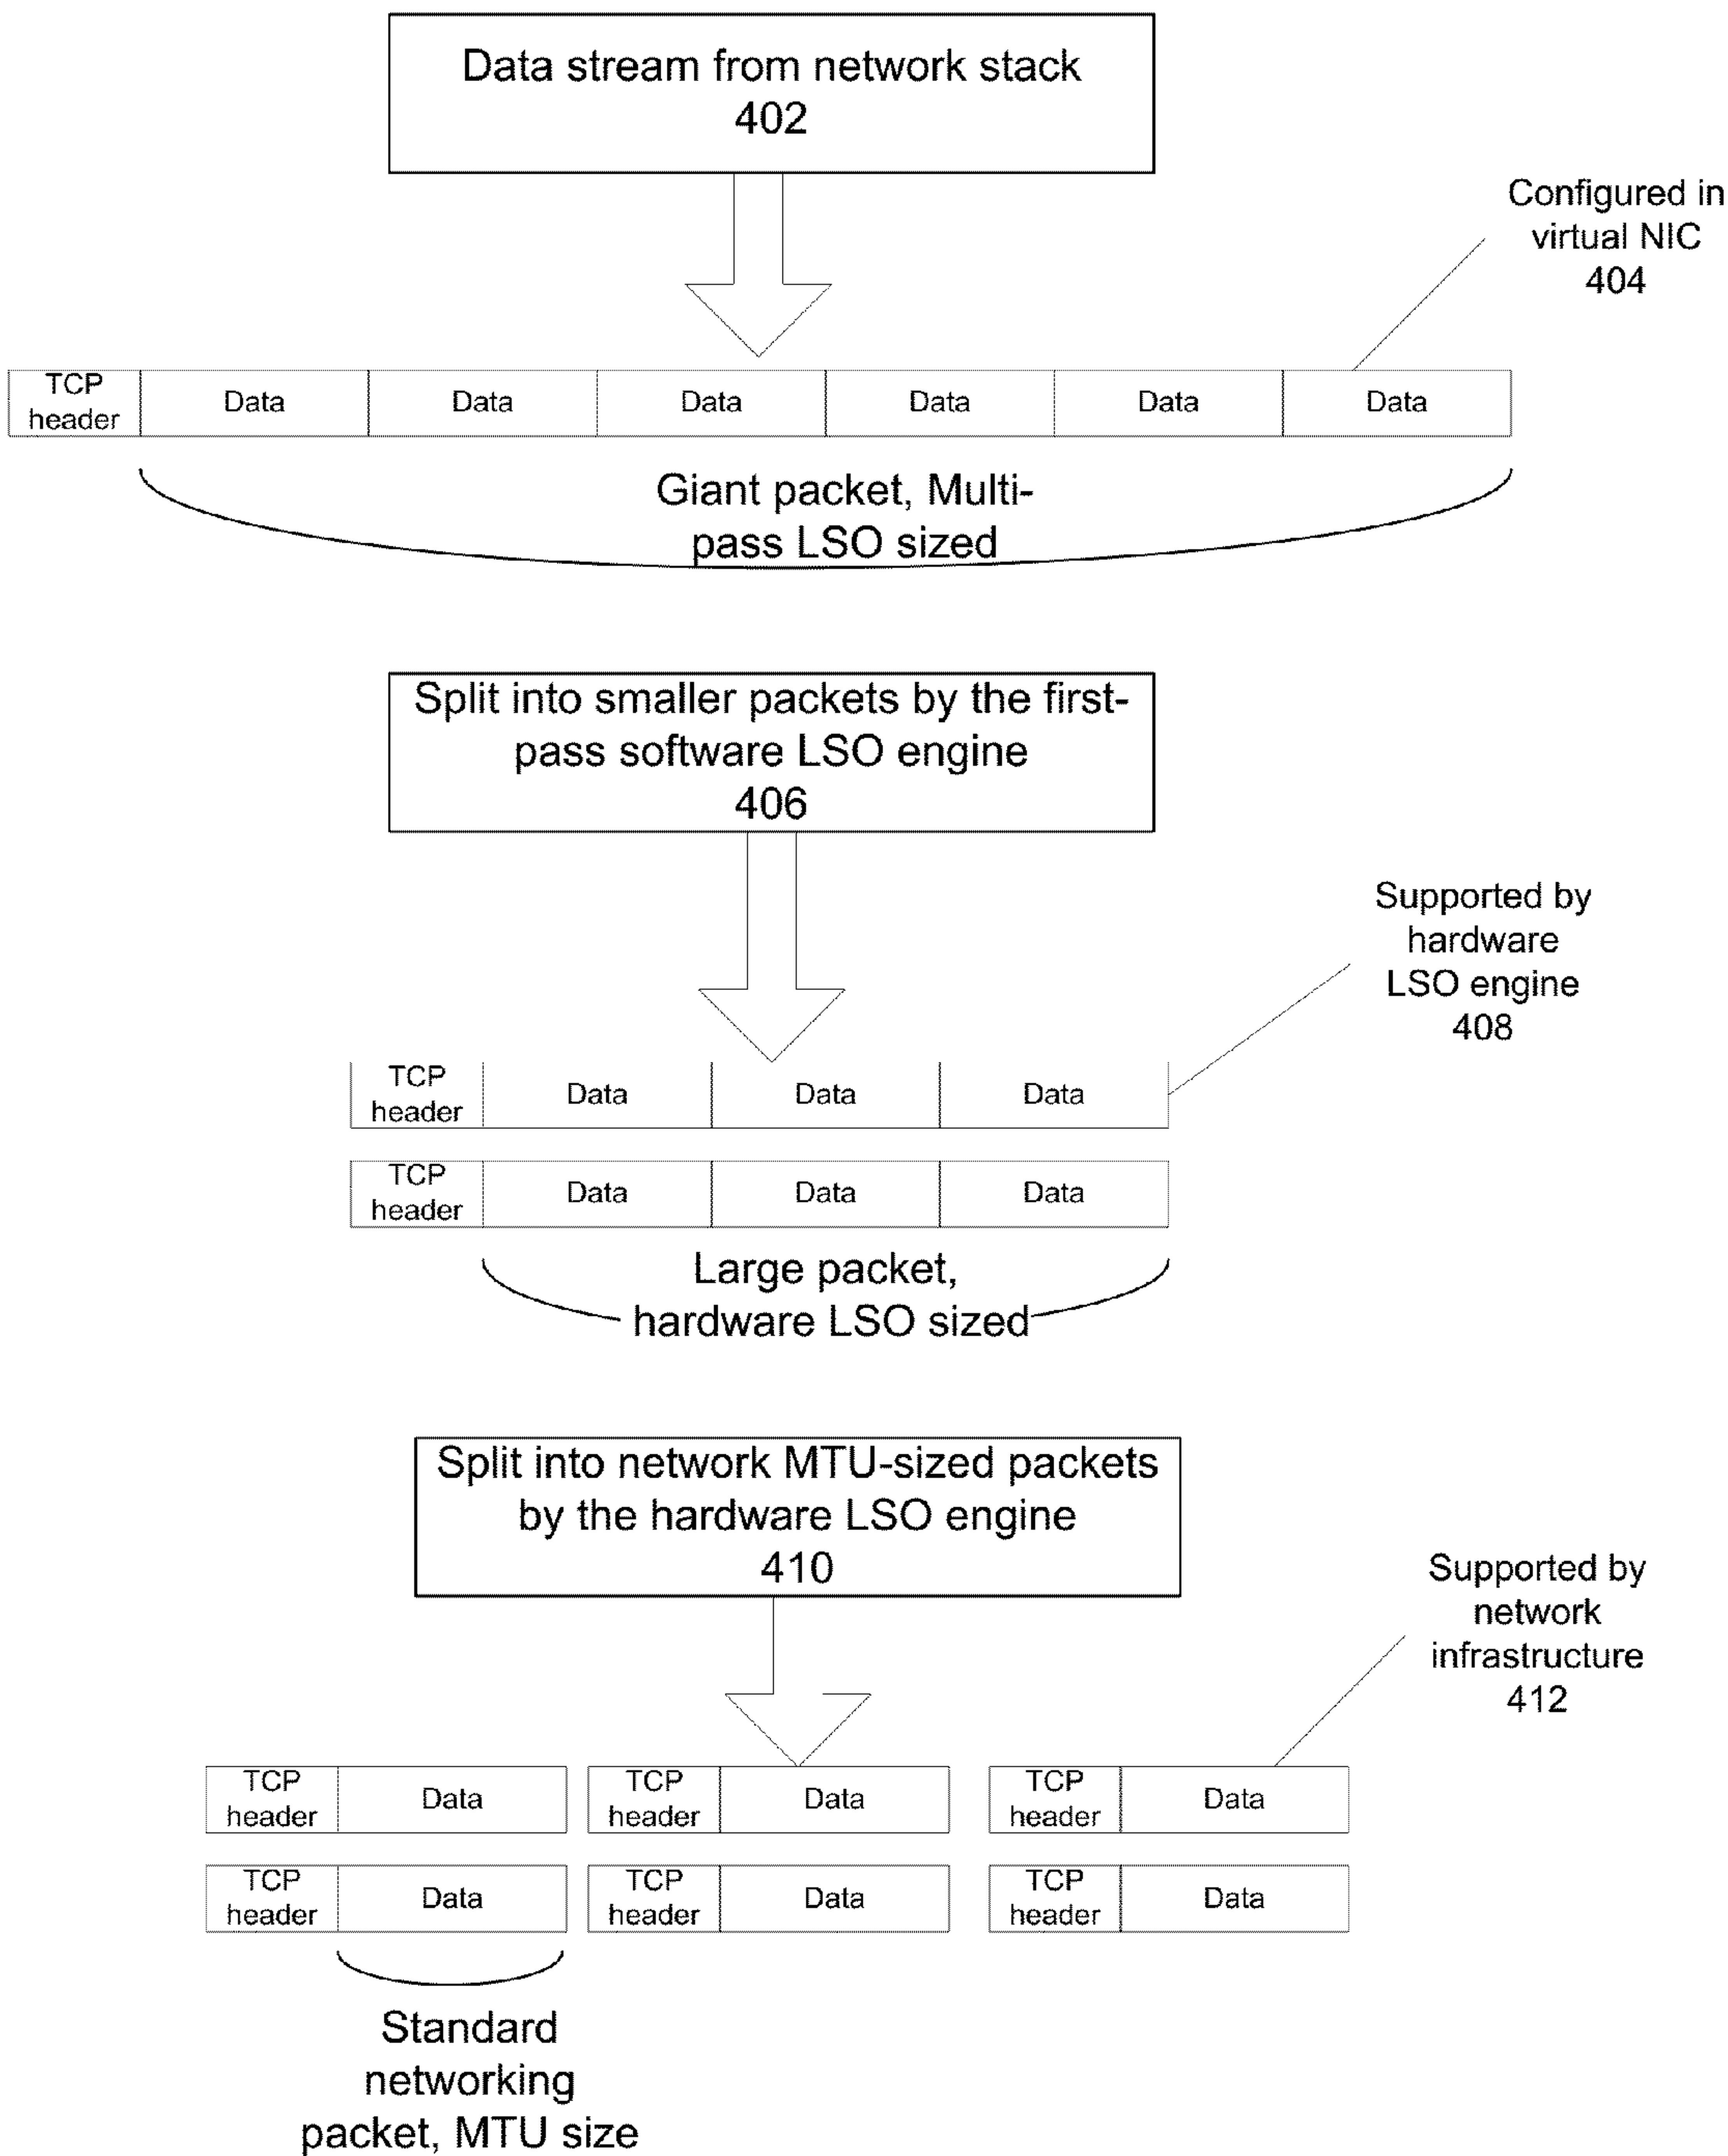 Data stream from network stack
402
Configured in
virtual NIC
404
TCP
header
Data
Data
Data
Data
Data
Data
Giant packet, Multi-
pass LSO sized
Split into smaller packets by the first-
pass software LSO engine
406
Supported by
hardware
LSO engine
408
TCP
header
Data
Data
Data
TCP
header
Data
Data
Data
Large packet,
hardware LSO sized
Split into network MTU-sized packets
by the hardware LSO engine
410
Supported by
network
infrastructure
412
TCP
header
Data
TCP
header
Data
TCP
header
Data
TCP
header
Data
TCP
header
Data
TCP
header
Data
Standard
networking
packet, MTU size